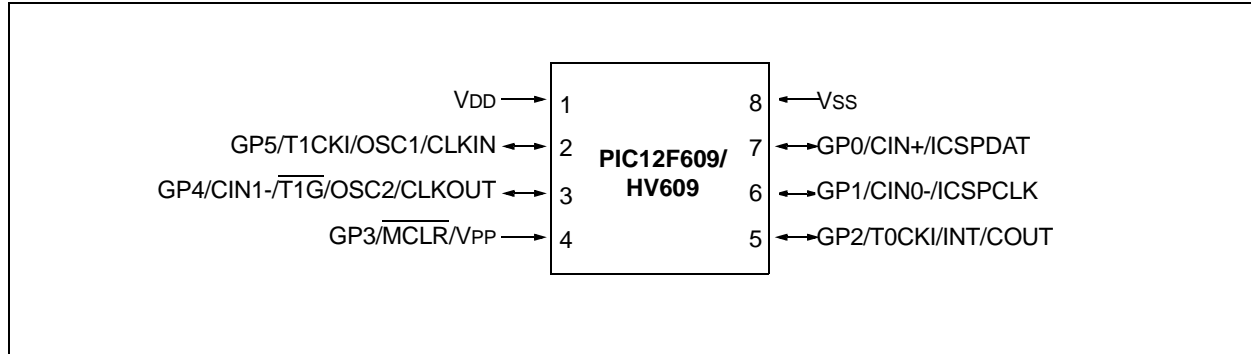 VDD
1
GP5/T1CKI/OSC1/CLKIN
2
GP4/CIN1-/T1G/OSC2/CLKOUT
3
GP3/MCLR/VPP
4
PIC12F609/
HV609
8
VSS
7
GP0/CIN+/ICSPDAT
6
GP1/CIN0-/ICSPCLK
5
GP2/T0CKI/INT/COUT